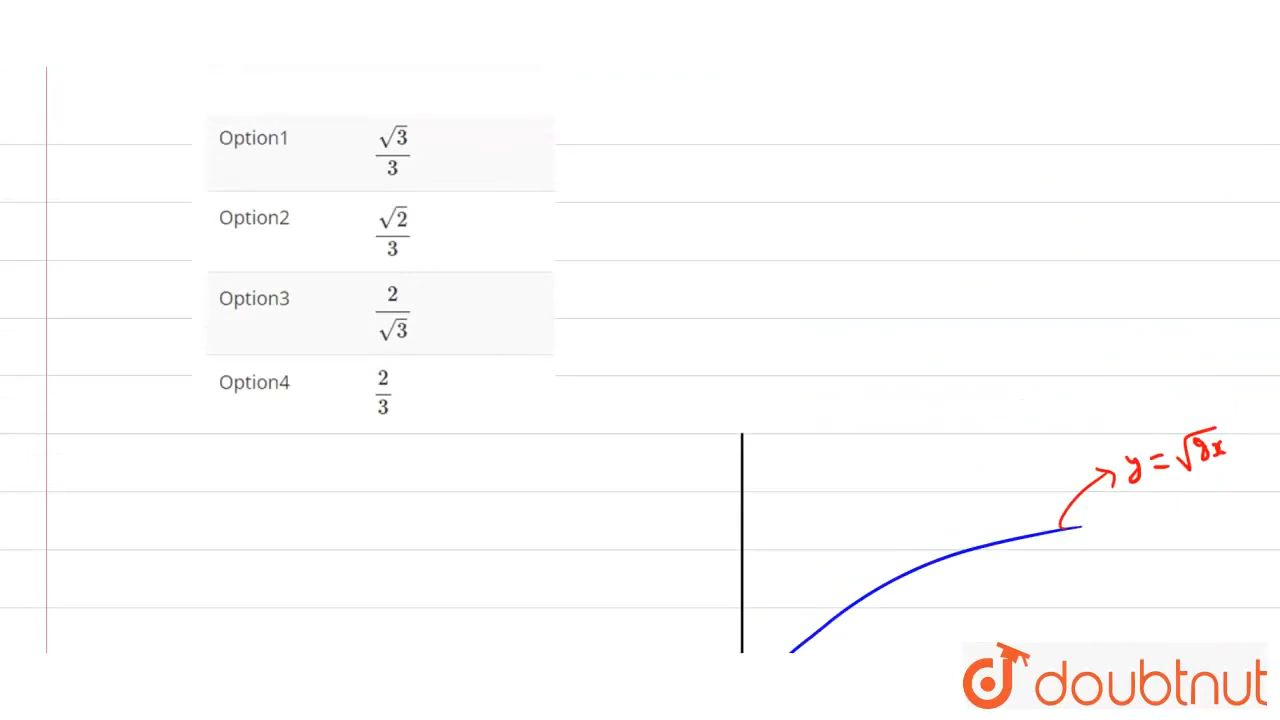 Option1 √3/3
Option2 √2/3
Option3 2/√3
Option4 2/3
y = √8x
doubtnut